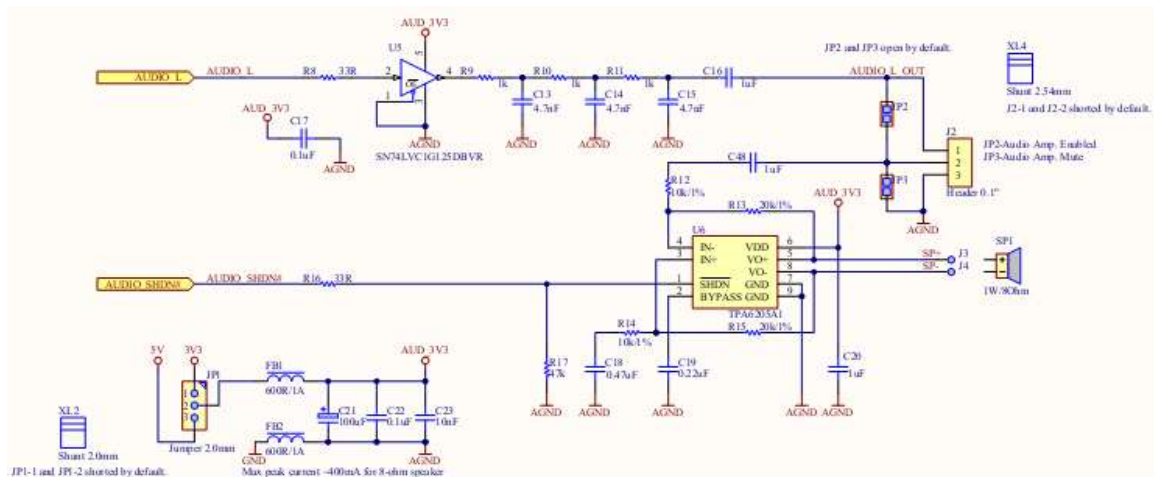 AUD_3V3
U5
JP2 and JP3 open by default.
XL4
AUDIO_L
AUDIO_L
R8
33R
2
5
4
R9
1k
R10
1k
R11
1k
C16
1uF
AUDIO_L_OUT
Shunt 2.54mm
OE
1
3
C13
4.7nF
C14
4.7nF
C15
4.7nF
JP2
J2-1 and J2-2 shorted by default.
AUD_3V3
C17
0.1uF
AGND
AGND
AGND
AGND
AGND
SN74LVC1G125DBVR
J2
1
2
3
JP2-Audio Amp. Enabled
JP3-Audio Amp. Mute
Header 0.1"
C48
1uF
R12
10k/1%
JP3
AUD_3V3
AGND
R13
20k/1%
U6
4
IN-
VDD
6
3
IN+
VO+
5
VO-
8
1
SHDN
GND
7
2
BYPASS
GND
9
TPA6205A1
SP+
J3
SP-
J4
SP1
1W/8Ohm
AUDIO_SHDN#
AUDIO_SHDN#
R16
33R
R14
10k/1%
R15
20k/1%
R17
47k
C18
0.47uF
C19
0.22uF
C20
1uF
AGND
AGND
AGND
AGND
AGND
5V
3V3
JP1
1
2
3
FB1
600R/1A
AUD_3V3
C21
100uF
C22
0.1uF
C23
10nF
XL2
Shunt 2.0mm
Jumper 2.0mm
FB2
600R/1A
GND
AGND
JP1-1 and JP1-2 shorted by default.
Max peak current ~400mA for 8-ohm speaker